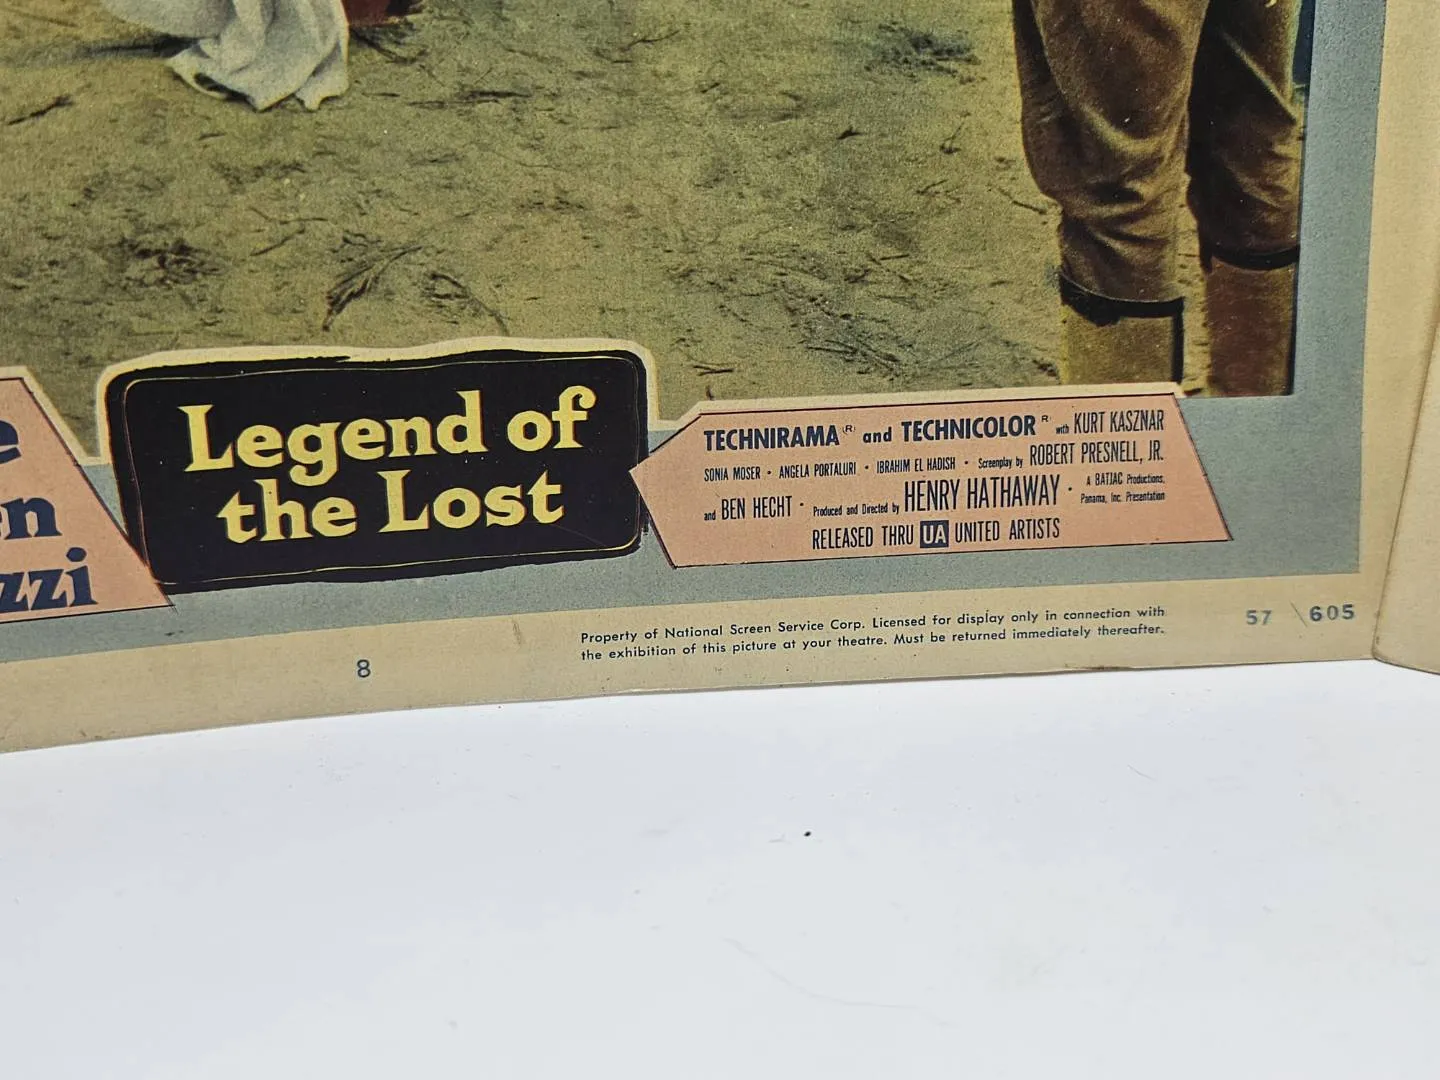 Legend of
the Lost
TECHNIRAMA (R) and TECHNICOLOR R with KURT KASZNAR
SONIA MOSER • ANGELA PORTALURI • IBRAHIM EL HADISH • Screenplay by ROBERT PRESNELL, JR.
and BEN HECHT • Produced and Directed by HENRY HATHAWAY • A BATJAC Productions,
Panama, Inc. Presentation
RELEASED THRU UA UNITED ARTISTS
e
en
zzi
8
Property of National Screen Service Corp. Licensed for display only in connection with
the exhibition of this picture at your theatre. Must be returned immediately thereafter.
57 \ 605